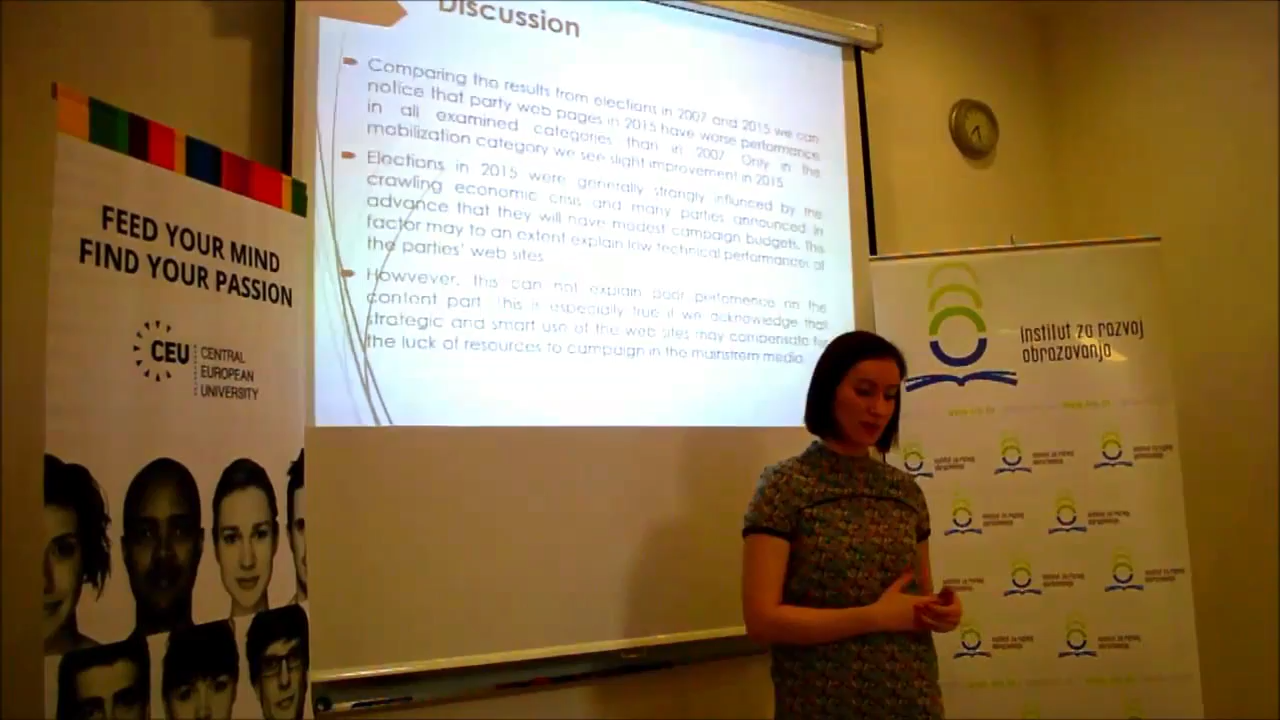 Discussion
Comparing the results from elections in 2007 and 2015 we can
notice that party web pages in 2015 have worse performance
in all examined categories than in 2007. Only in the
mobilization category we see slight improvement in 2015.
Elections in 2015 were generally strongly influnced by the
crawling economic crisis and many parties announced in
advance that they will have modest campaign budgets. This
factor may to an extent explain low technical performances of
the parties' web sites.
Howvever, this can not explain poor perfomence on the
content part. This is especially true if we acknowledge that
strategic and smart use of the web sites may compensate for
the luck of resources to campaign in the mainstrem media.
FEED YOUR MIND
FIND YOUR PASSION
CEU
CENTRAL
EUROPEAN
UNIVERSITY
institut za razvoj
obrazovanja